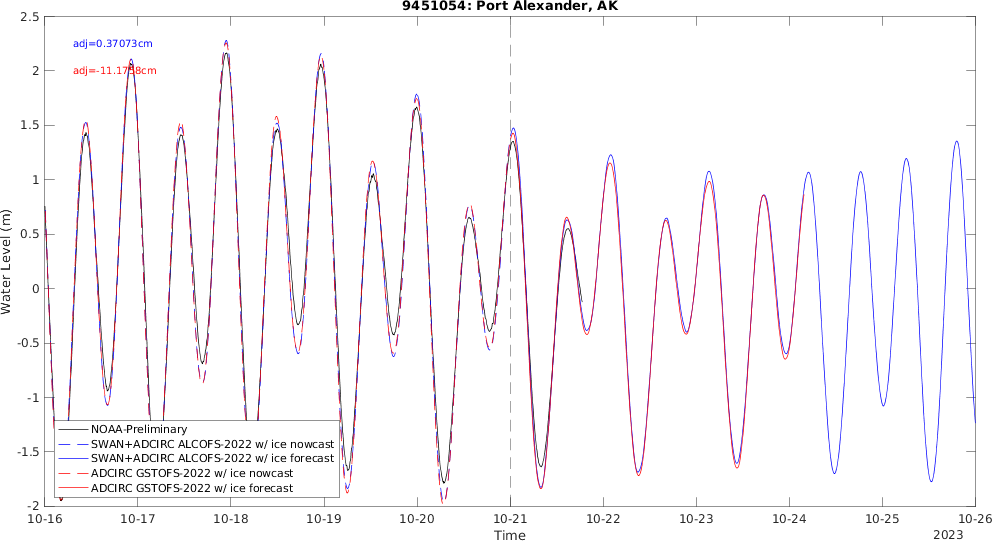 9451054: Port Alexander, AK
adj=0.37073cm
adj=-11.1758cm
Water Level (m)
2.5
2
1.5
1
0.5
0
-0.5
-1
-1.5
-2
NOAA-Preliminary
SWAN+ADCIRC ALCOFS-2022 w/ ice nowcast
SWAN+ADCIRC ALCOFS-2022 w/ ice forecast
ADCIRC GSTOFS-2022 w/ ice nowcast
ADCIRC GSTOFS-2022 w/ ice forecast
10-16 10-17 10-18 10-19 10-20 10-21 10-22 10-23 10-24 10-25 10-26
Time
2023